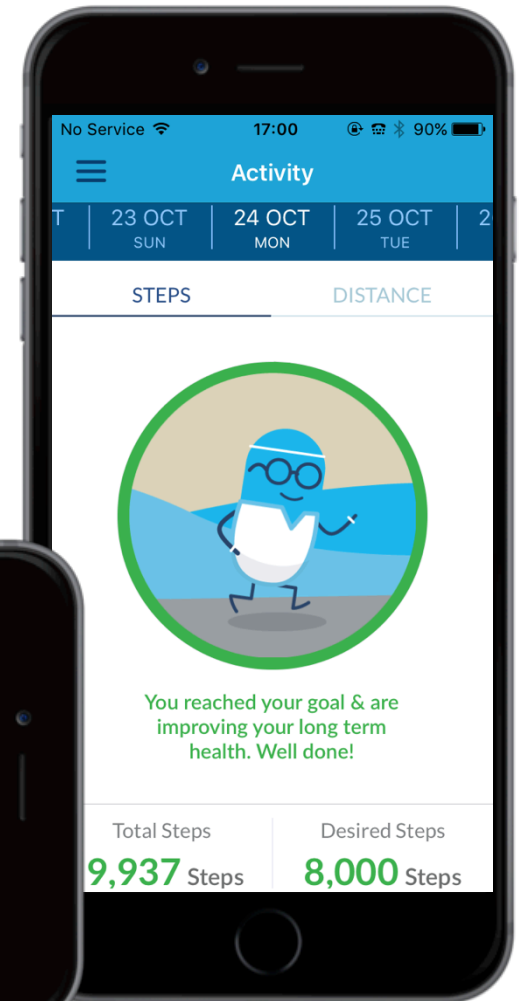 No Service 17:00 90%
Activity
T 23 OCT 24 OCT 25 OCT 2
SUN MON TUE
STEPS DISTANCE
You reached your goal & are
improving your long term
health. Well done!
Total Steps Desired Steps
9,937 Steps 8,000 Steps